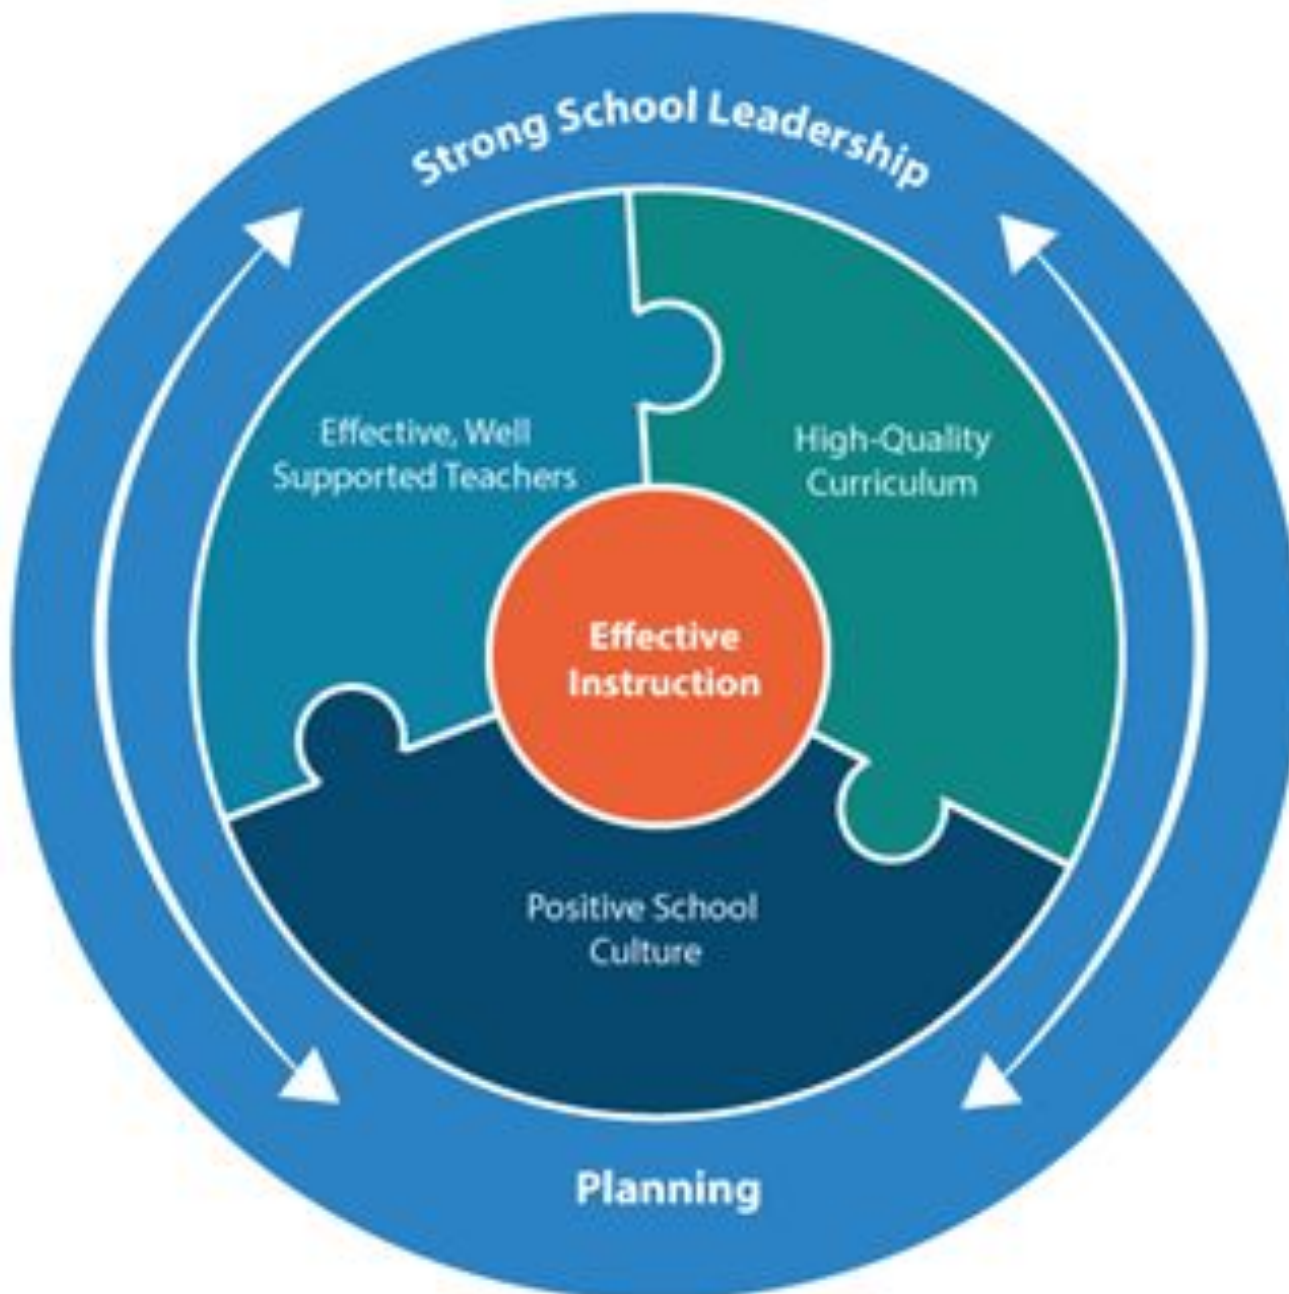 Strong School Leadership
Effective, Well
Supported Teachers
High-Quality
Curriculum
Effective
Instruction
Positive School
Culture
Planning